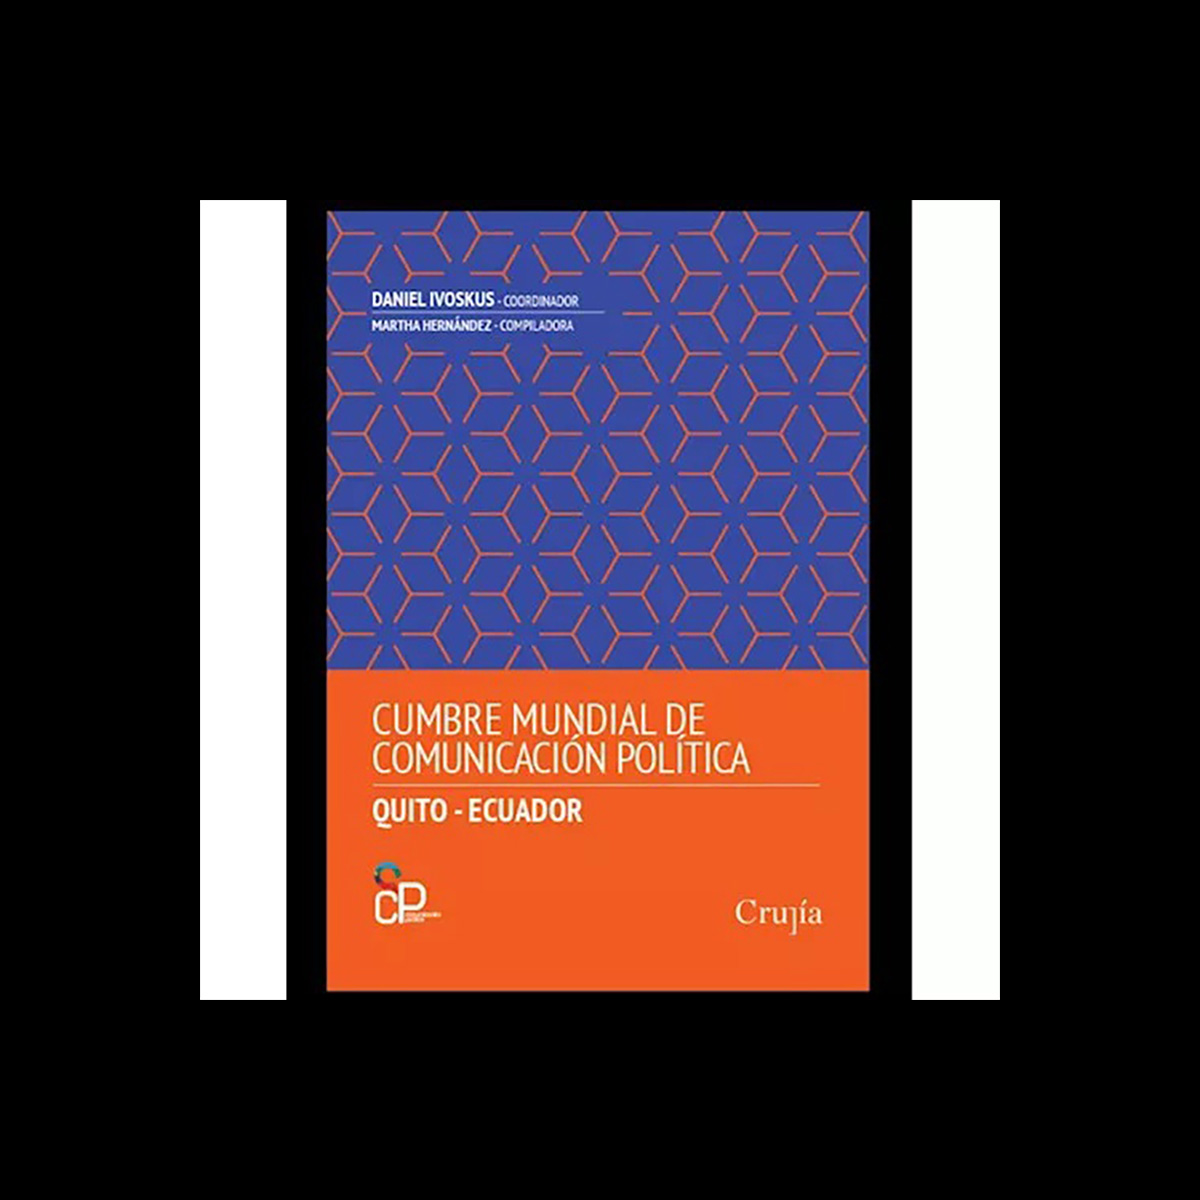 DANIEL IVOSKUS - COORDINADOR
MARTHA HERNÁNDEZ - COMPILADORA
CUMBRE MUNDIAL DE
COMUNICACIÓN POLÍTICA
QUITO - ECUADOR
CP
Crujía